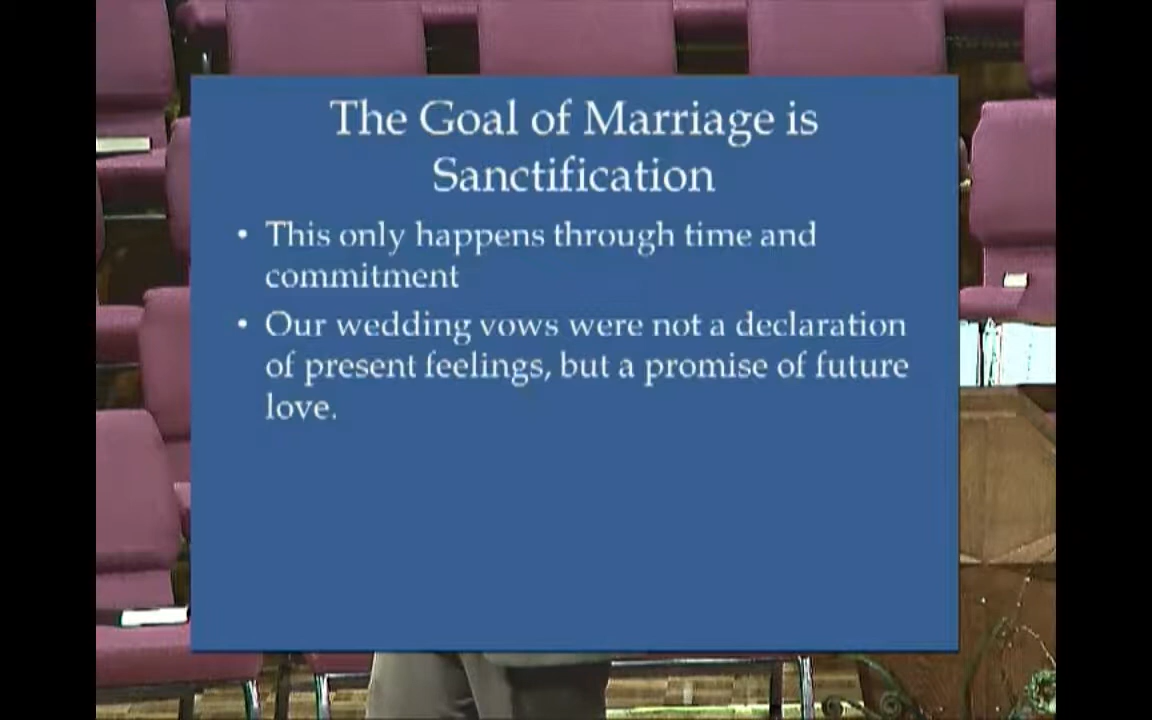 The Goal of Marriage is
Sanctification
• This only happens through time and
commitment
• Our wedding vows were not a declaration
of present feelings, but a promise of future
love.